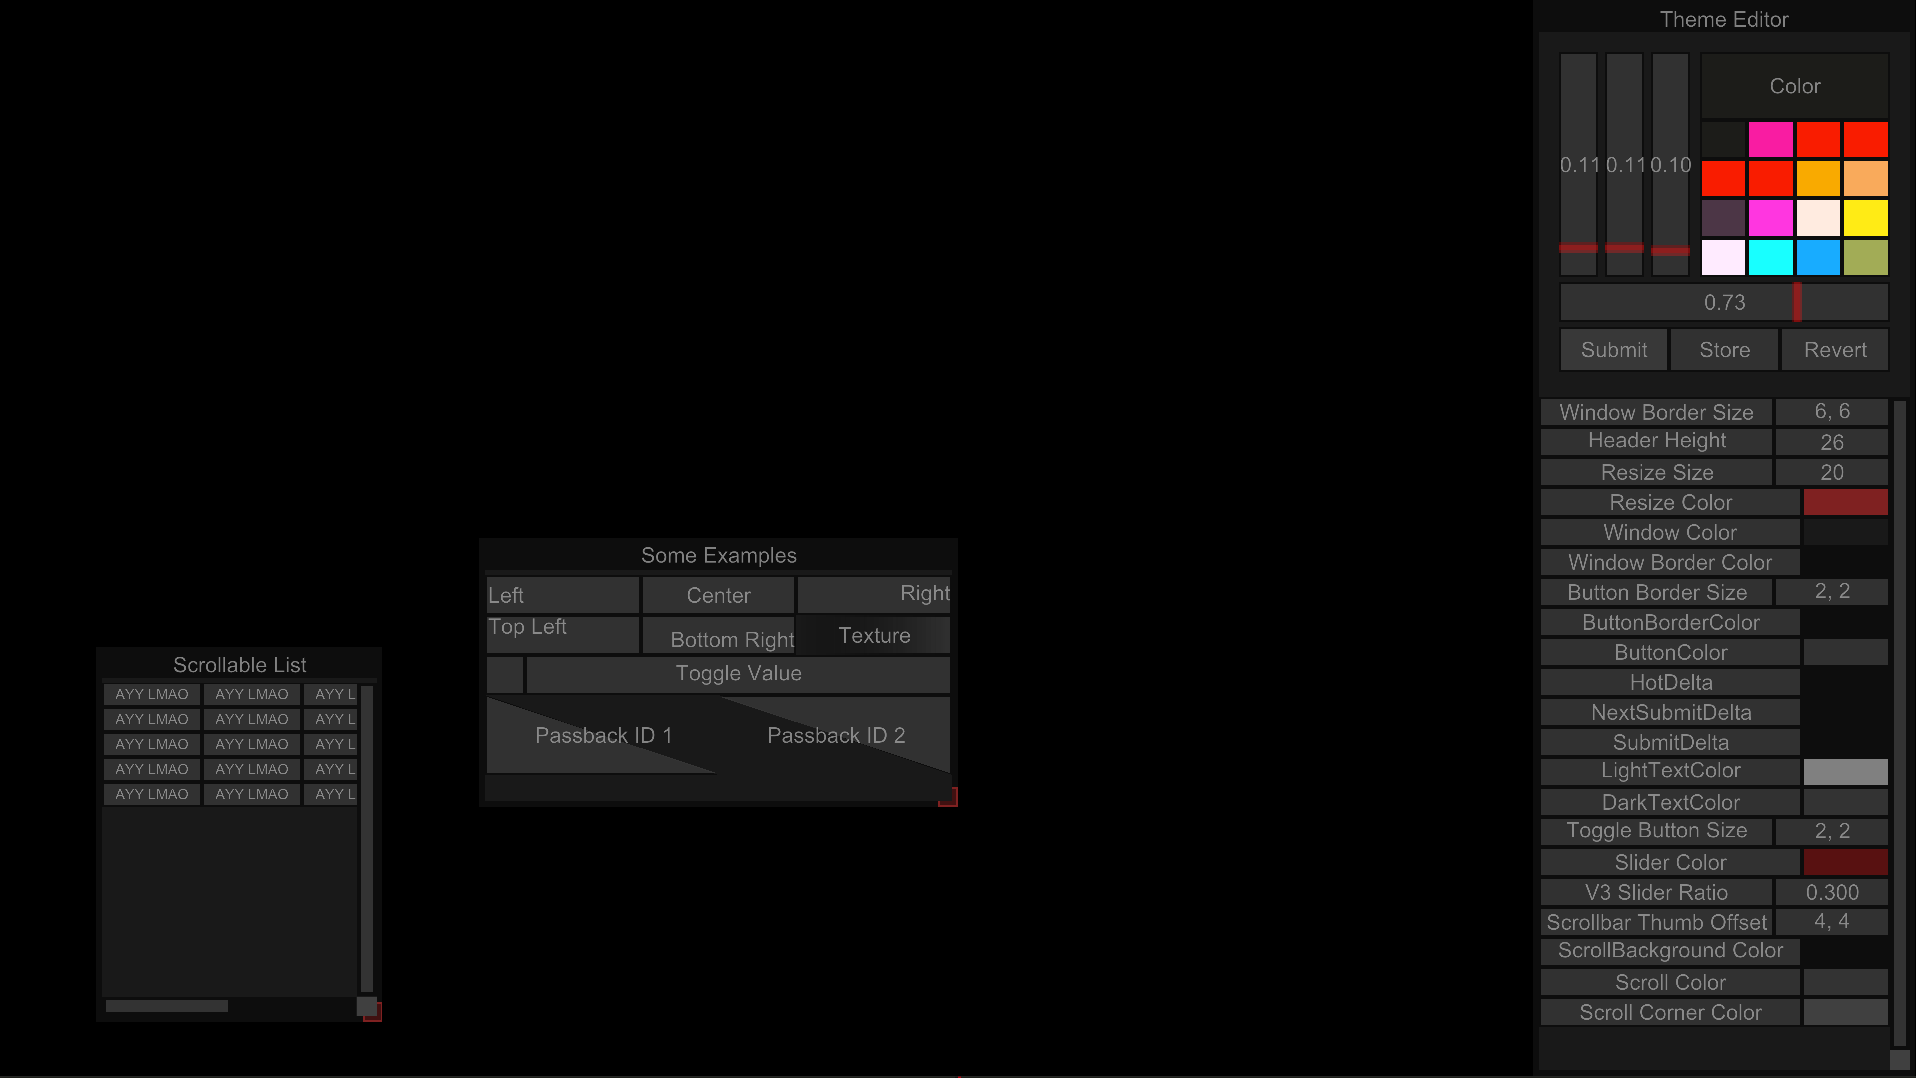 Theme Editor
Color
0.11 0.11 0.10
0.73
Submit Store Revert
Window Border Size 6, 6
Header Height 26
Resize Size 20
Resize Color
Window Color
Window Border Color
Button Border Size 2, 2
ButtonBorderColor
ButtonColor
HotDelta
NextSubmitDelta
SubmitDelta
LightTextColor
DarkTextColor
Toggle Button Size 2, 2
Slider Color
V3 Slider Ratio 0.300
Scrollbar Thumb Offset 4, 4
ScrollBackground Color
Scroll Color
Scroll Corner Color
Some Examples
Left Center Right
Top Left Bottom Right Texture
Toggle Value
Passback ID 1 Passback ID 2
Scrollable List
AYY LMAO AYY LMAO AYY L
AYY LMAO AYY LMAO AYY L
AYY LMAO AYY LMAO AYY L
AYY LMAO AYY LMAO AYY L
AYY LMAO AYY LMAO AYY L